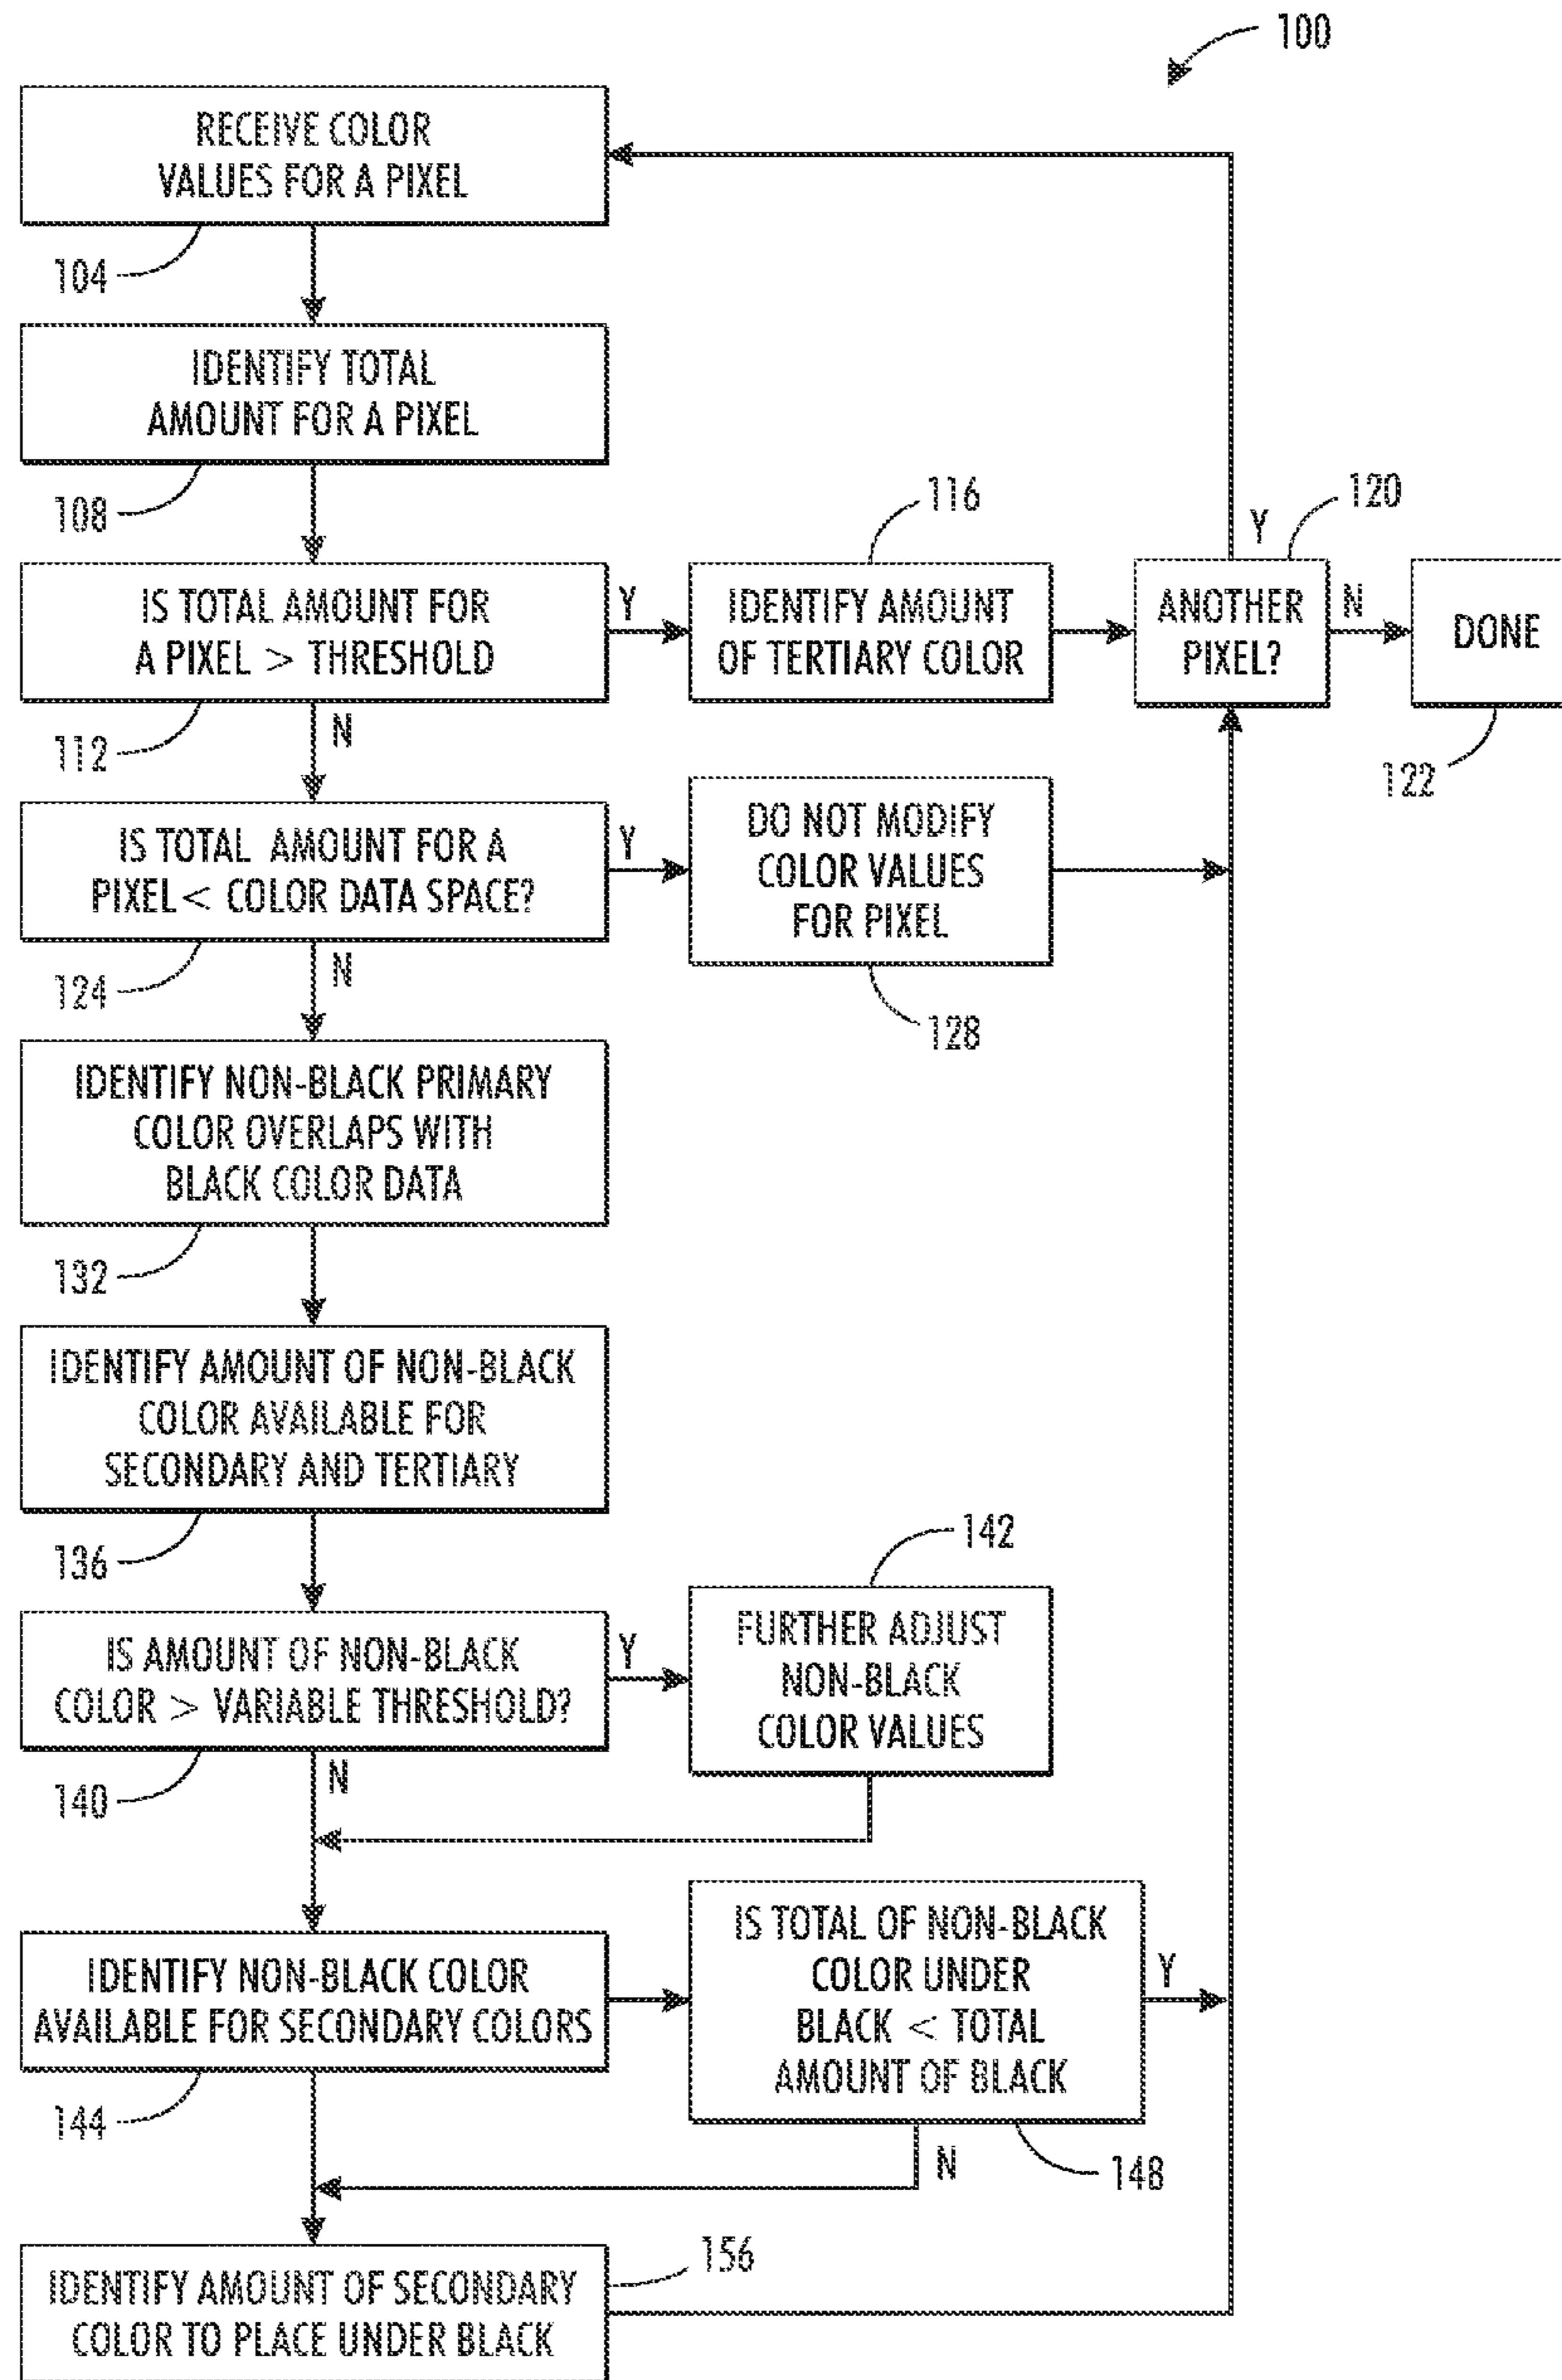 100
RECEIVE COLOR
VALUES FOR A PIXEL
104
IDENTIFY TOTAL
AMOUNT FOR A PIXEL
108
IS TOTAL AMOUNT FOR
A PIXEL > THRESHOLD
112
Y
N
116
IDENTIFY AMOUNT
OF TERTIARY COLOR
120
Y
ANOTHER
PIXEL?
N
DONE
122
IS TOTAL AMOUNT FOR A
PIXEL < COLOR DATA SPACE?
124
Y
N
DO NOT MODIFY
COLOR VALUES
FOR PIXEL
128
IDENTIFY NON-BLACK PRIMARY
COLOR OVERLAPS WITH
BLACK COLOR DATA
132
IDENTIFY AMOUNT OF NON-BLACK
COLOR AVAILABLE FOR
SECONDARY AND TERTIARY
136
IS AMOUNT OF NON-BLACK
COLOR > VARIABLE THRESHOLD?
140
Y
N
142
FURTHER ADJUST
NON-BLACK
COLOR VALUES
IDENTIFY NON-BLACK COLOR
AVAILABLE FOR SECONDARY COLORS
144
IS TOTAL OF NON-BLACK
COLOR UNDER
BLACK < TOTAL
AMOUNT OF BLACK
Y
N
148
IDENTIFY AMOUNT OF SECONDARY
COLOR TO PLACE UNDER BLACK
156